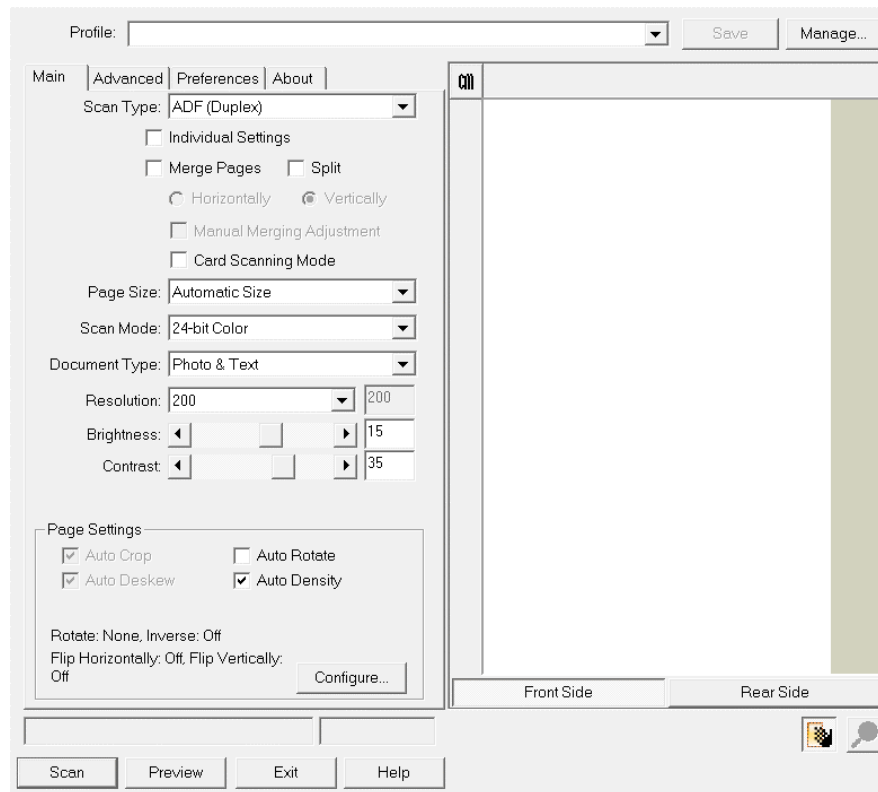 Profile: Save Manage...
Main Advanced Preferences About
cm
Scan Type: ADF (Duplex)
Individual Settings
Merge Pages Split
Horizontally Vertically
Manual Merging Adjustment
Card Scanning Mode
Page Size: Automatic Size
Scan Mode: 24-bit Color
Document Type: Photo & Text
Resolution: 200 200
Brightness: 15
Contrast: 35
Page Settings
Auto Crop Auto Rotate
Auto Deskew Auto Density
Rotate: None, Inverse: Off
Flip Horizontally: Off, Flip Vertically:
Off
Configure...
Front Side Rear Side
Scan Preview Exit Help